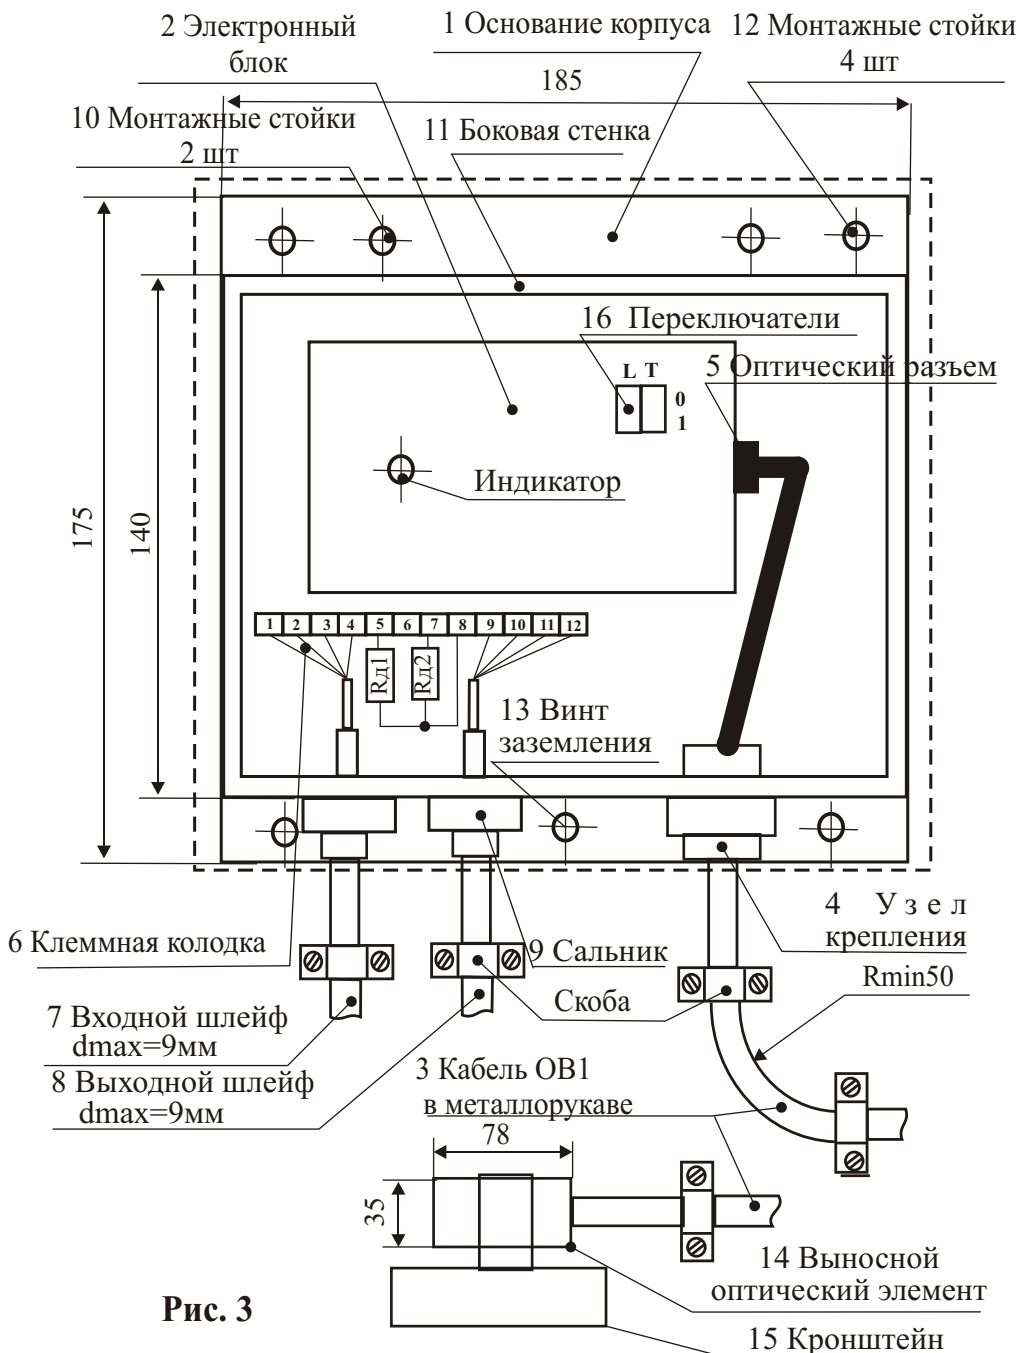 2 Электронный
блок
1 Основание корпуса
12 Монтажные стойки
4 шт
185
10 Монтажные стойки
2 шт
11 Боковая стенка
16 Переключатели
5 Оптический разъем
L T
0
1
Индикатор
175
140
1 2 3 4 5 6 7 8 9 10 11 12
Rд1
Rд2
13 Винт
заземления
4 Узел
крепления
6 Клеммная колодка
9 Сальник
Rmin50
Скоба
7 Входной шлейф
dmax=9мм
8 Выходной шлейф
dmax=9мм
3 Кабель ОВ1
в металлорукаве
78
35
14 Выносной
оптический элемент
Рис. 3
15 Кронштейн